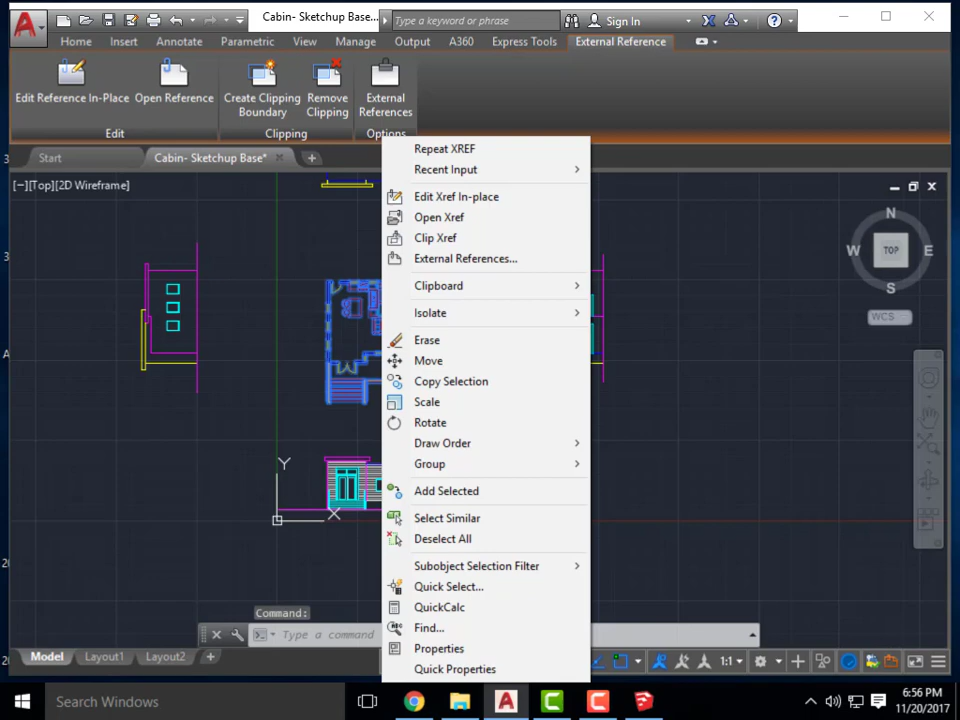 Cabin- Sketchup Base...
Type a keyword or phrase
Sign In
Home
Insert
Annotate
Parametric
View
Manage
Output
A360
Express Tools
External Reference
Edit Reference In-Place
Open Reference
Create Clipping
Boundary
Remove
Clipping
External
References
Edit
Clipping
Options
Start
Cabin- Sketchup Base*
[−][Top][2D Wireframe]
Repeat XREF
Recent Input
Edit Xref In-place
Open Xref
Clip Xref
External References...
Clipboard
Isolate
Erase
Move
Copy Selection
Scale
Rotate
Draw Order
Group
Add Selected
Select Similar
Deselect All
Subobject Selection Filter
Quick Select...
QuickCalc
Find...
Properties
Quick Properties
N
W
TOP
E
S
WCS
Y
X
Command:
Type a command
Model
Layout1
Layout2
1:1
Search Windows
6:56 PM
11/20/2017